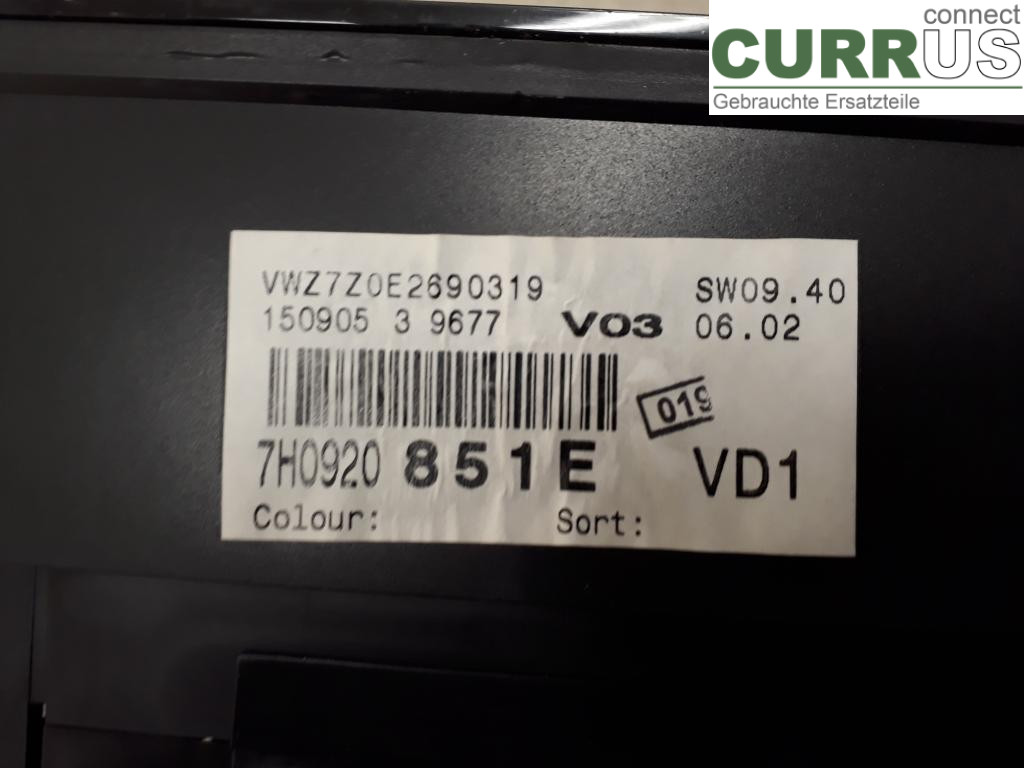 connect
CURRUS
Gebrauchte Ersatzteile
VWZ7Z0E2690319 SW09.40
150905 3 9677 V03 06.02
019
7H0920 851E VD1
Colour: Sort: